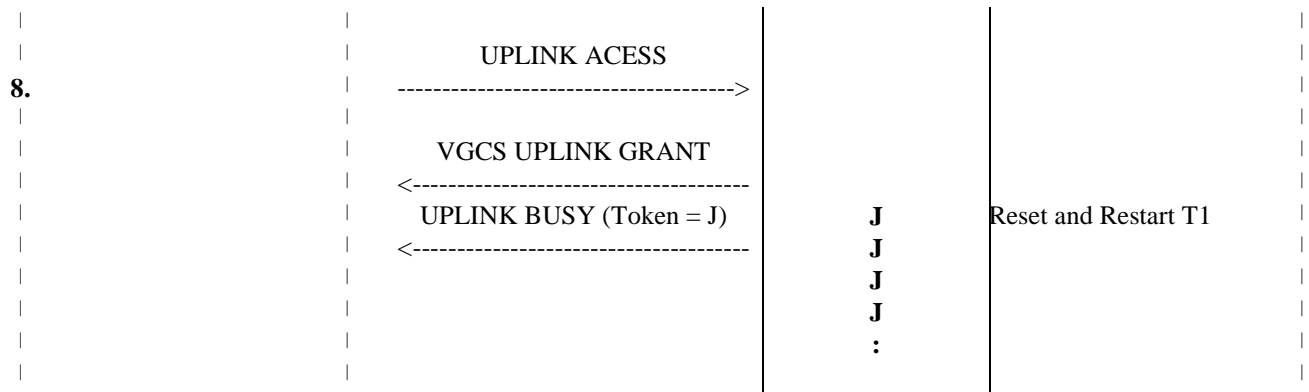 UPLINK ACESS
8. ------------------------------------->
VGCS UPLINK GRANT
<-------------------------------------
UPLINK BUSY (Token = J) J Reset and Restart T1
<------------------------------------- J
J
J
: